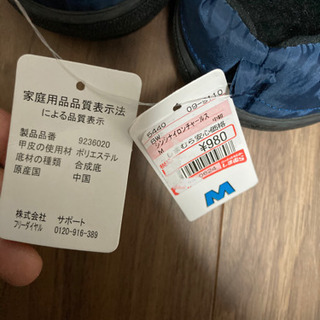 家庭用品品質表示法
による品質表示
製品品番 9236020
甲皮の使用材 ポリエステル
底材の種類 合成底
原産国 中国
株式会社 サポート
フリーダイヤル 0120-916-389
5440
M
¥980